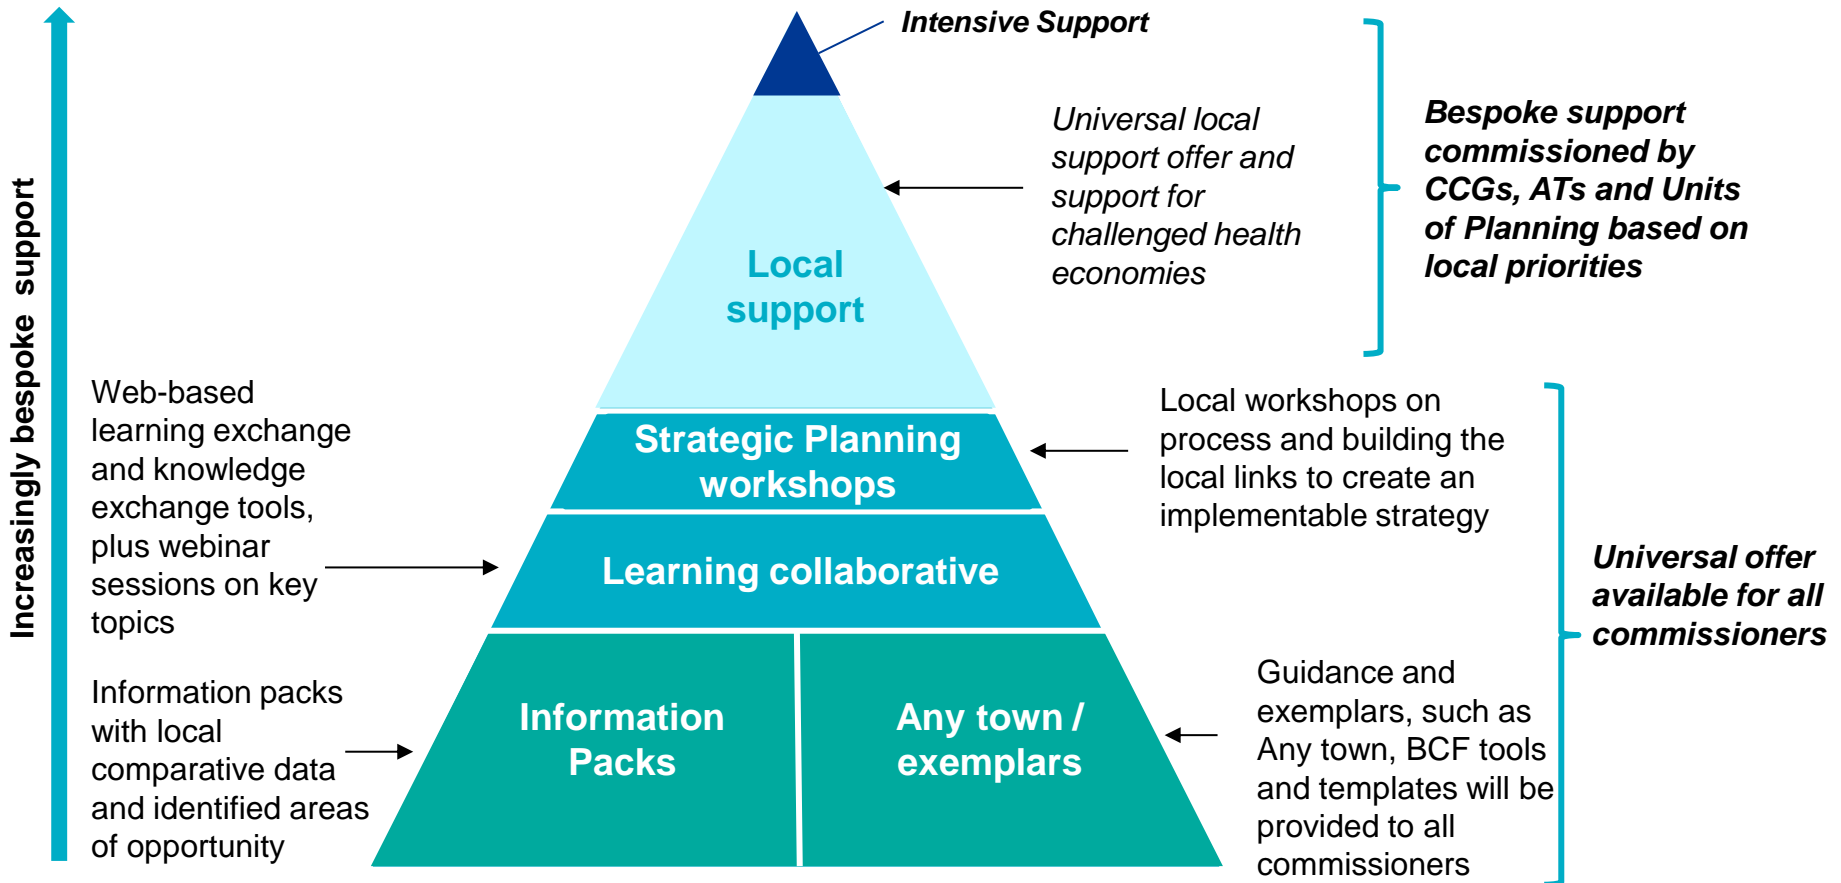 Increasingly bespoke support
Intensive Support
Universal local
support offer and
support for
challenged health
economies
Bespoke support
commissioned by
CCGs, ATs and Units
of Planning based on
local priorities
Local
support
Web-based
learning exchange
and knowledge
exchange tools,
plus webinar
sessions on key
topics
Strategic Planning
workshops
Local workshops on
process and building the
local links to create an
implementable strategy
Learning collaborative
Universal offer
available for all
commissioners
Information packs
with local
comparative data
and identified areas
of opportunity
Information
Packs
Any town /
exemplars
Guidance and
exemplars, such as
Any town, BCF tools
and templates will be
provided to all
commissioners